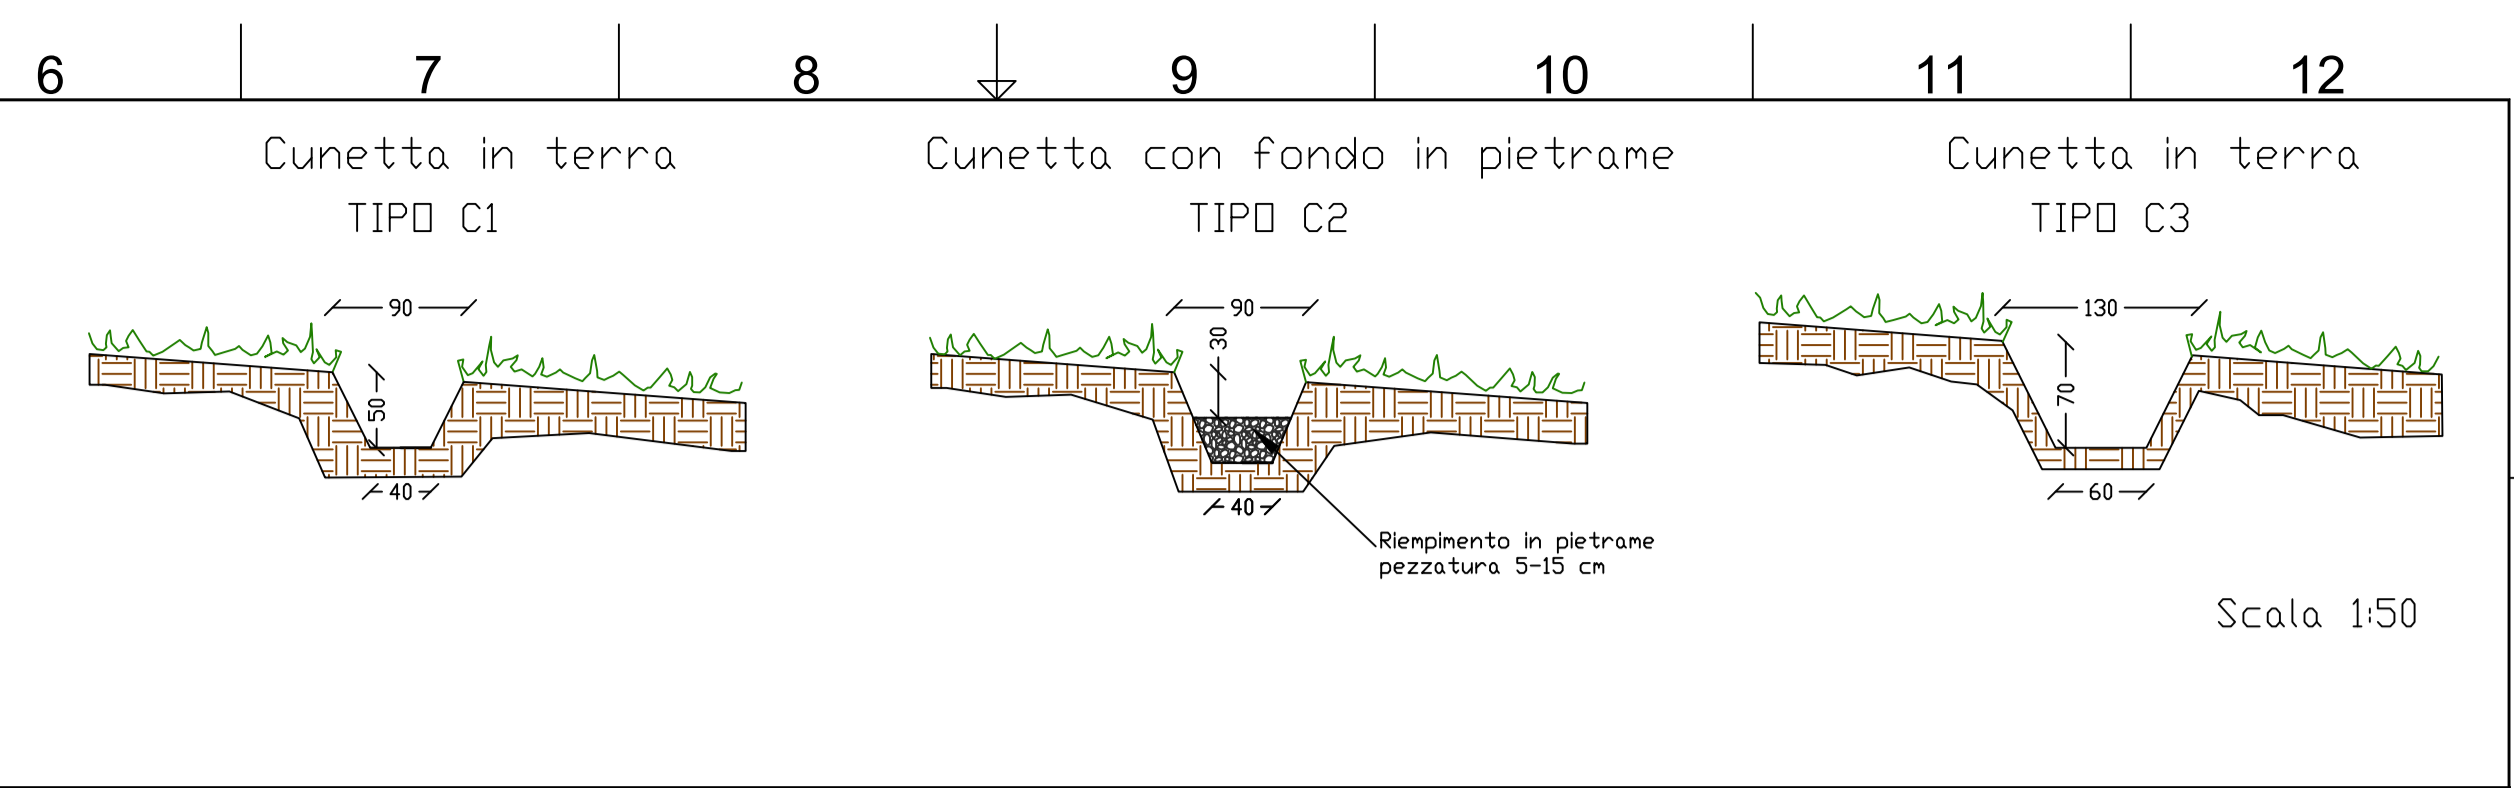 6 7 8 9 10 11 12
Cunetta in terra
TIPO C1
90
50
40
Cunetta con fondo in pietrame
TIPO C2
90
30
40
Riempimento in pietrame
pezzatura 5-15 cm
Cunetta in terra
TIPO C3
130
70
60
Scala 1:50